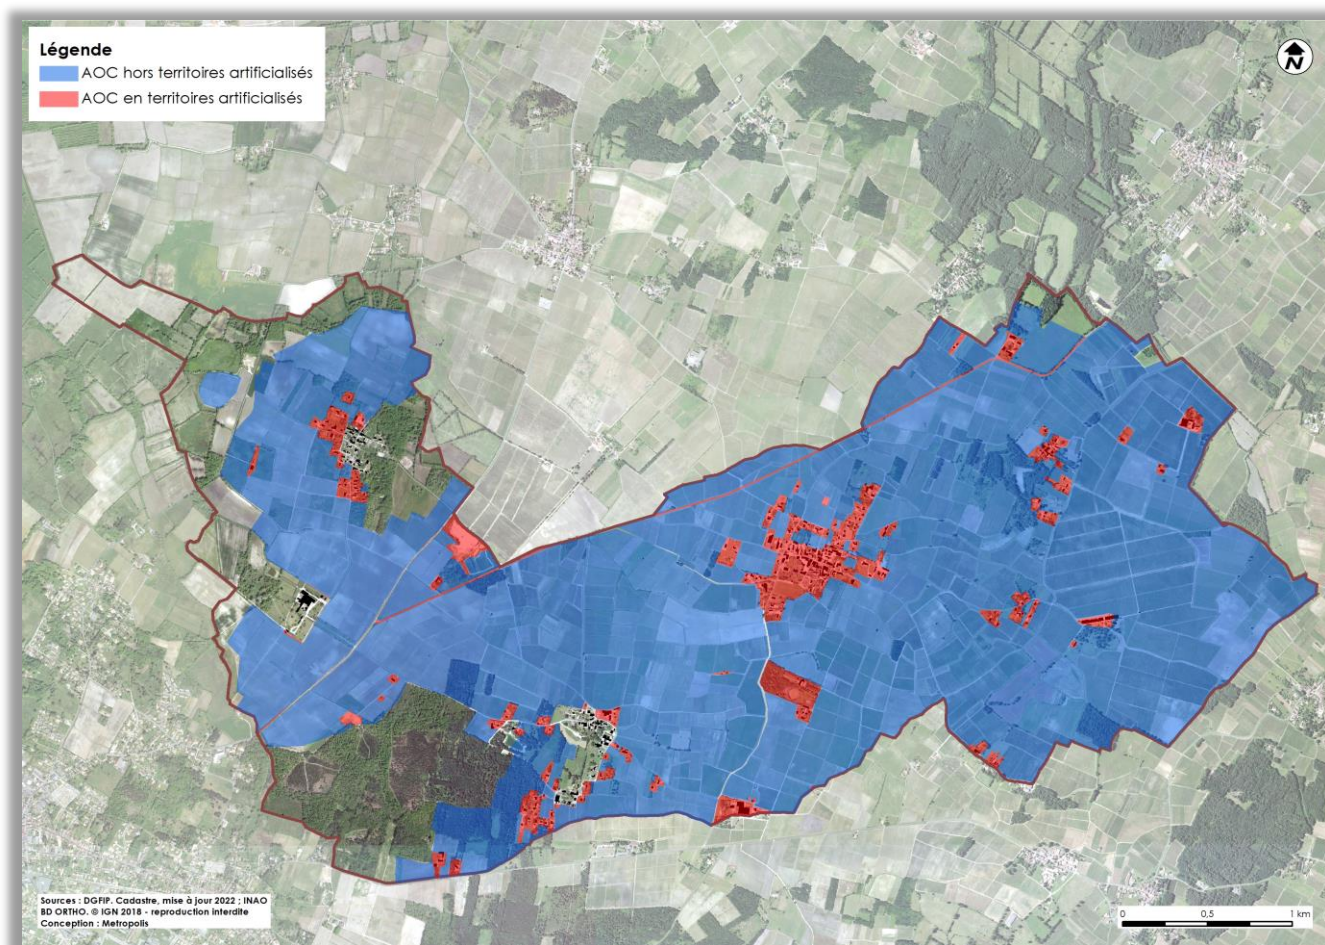 Légende
AOC hors territoires artificialisés
AOC en territoires artificialisés
N
Sources : DGFIP. Cadastre, mise à jour 2022 ; INAO
BD ORTHO. © IGN 2018 - reproduction interdite
Conception : Metropolis
0 0,5 1 km